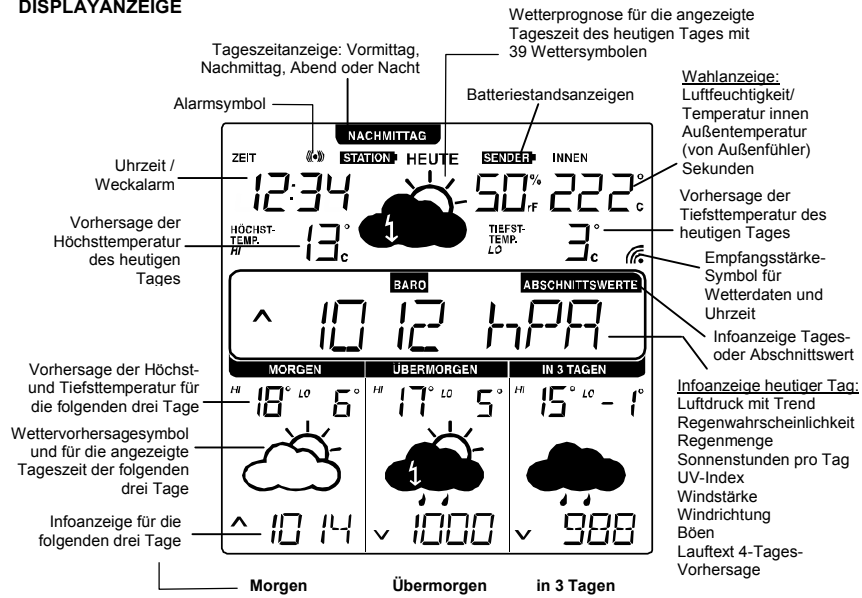 DISPLAYANZEIGE
Wetterprognose für die angezeigte
Tageszeit des heutigen Tages mit
39 Wettersymbolen
Tageszeitanzeige: Vormittag,
Nachmittag, Abend oder Nacht
Alarmsymbol
Batteriestandsanzeigen
Wahlanzeige:
Luftfeuchtigkeit/
Temperatur innen
Außentemperatur
(von Außenfühler)
Sekunden
Uhrzeit /
Weckalarm
Vorhersage der
Höchsttemperatur
des heutigen
Tages
NACHMITTAG
ZEIT STATION HEUTE SENDER INNEN
12:34 50% rF 22.2° c
HÖCHST-
TEMP.
HI
13° c
TIEFST-
TEMP.
LO
3° c
Vorhersage der
Tiefsttemperatur des
heutigen Tages
Empfangsstärke-
Symbol für
Wetterdaten und
Uhrzeit
BARO ABSCHNITTSWERTE
^ 1012 hPA
Infoanzeige Tages-
oder Abschnittswert
MORGEN ÜBERMORGEN IN 3 TAGEN
HI 18° LO 6° HI 17° LO 5° HI 15° LO -1°
^ 1014 v 1000 v 988
Vorhersage der Höchst-
und Tiefsttemperatur für
die folgenden drei Tage
Wettervorhersagesymbol
und für die angezeigte
Tageszeit der folgenden
drei Tage
Infoanzeige für die
folgenden drei Tage
Infoanzeige heutiger Tag:
Luftdruck mit Trend
Regenwahrscheinlichkeit
Regenmenge
Sonnenstunden pro Tag
UV-Index
Windstärke
Windrichtung
Böen
Lauftext 4-Tages-
Vorhersage
Morgen Übermorgen in 3 Tagen